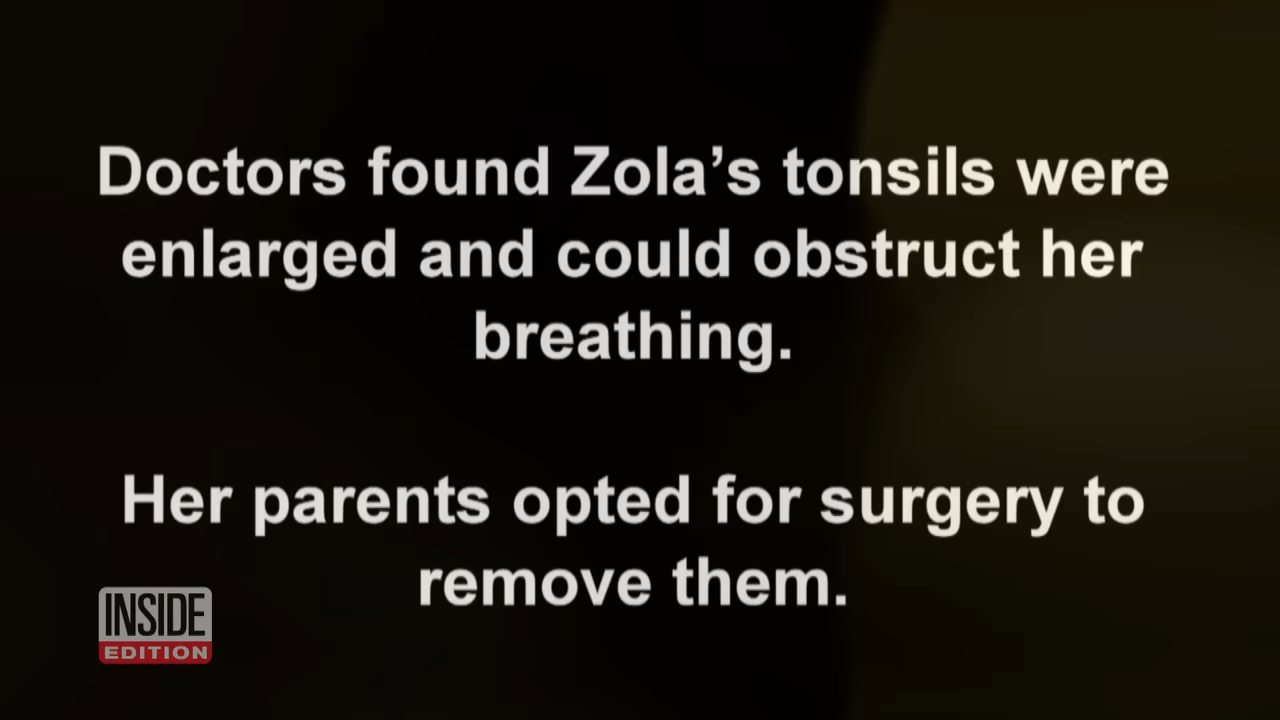 Doctors found Zola’s tonsils were
enlarged and could obstruct her
breathing.
Her parents opted for surgery to
remove them.
INSIDE
EDITION